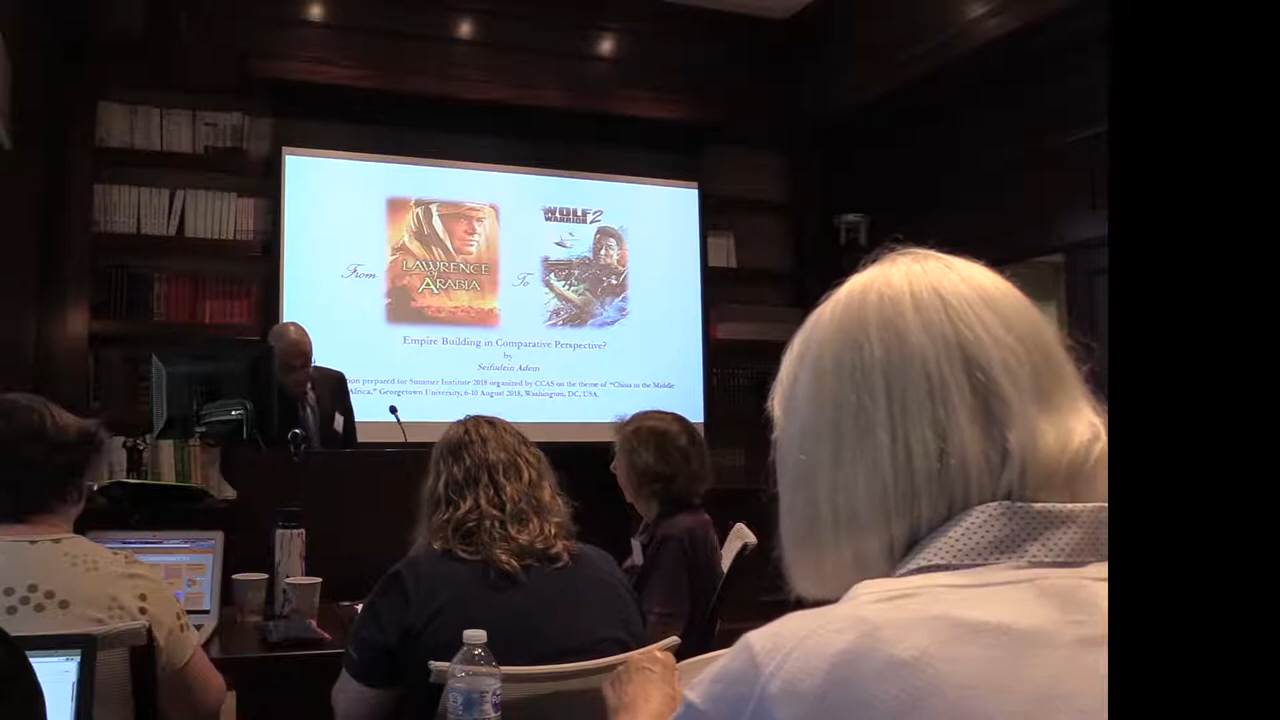 WOLF
WARRIOR 2
From
LAWRENCE
of
ARABIA
To
Empire Building in Comparative Perspective?
by
Seifudein Adem
ion prepared for Summer Institute 2018 organized by CCAS on the theme of "China in the Middle
Africa," Georgetown University, 6-10 August 2018, Washington, DC, USA.